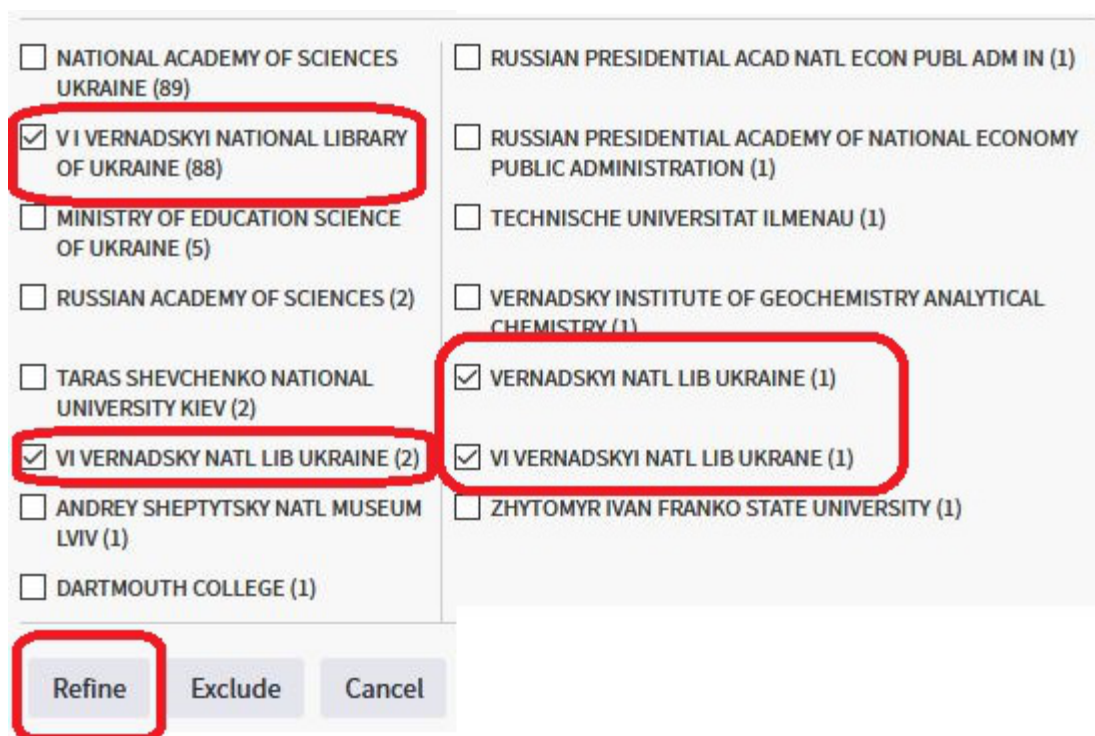 NATIONAL ACADEMY OF SCIENCES
UKRAINE (89)
V I VERNADSKYI NATIONAL LIBRARY
OF UKRAINE (88)
MINISTRY OF EDUCATION SCIENCE
OF UKRAINE (5)
RUSSIAN ACADEMY OF SCIENCES (2)
TARAS SHEVCHENKO NATIONAL
UNIVERSITY KIEV (2)
VI VERNADSKY NATL LIB UKRAINE (2)
ANDREY SHEPTYTSKY NATL MUSEUM
LVIV (1)
DARTMOUTH COLLEGE (1)
RUSSIAN PRESIDENTIAL ACAD NATL ECON PUBL ADM IN (1)
RUSSIAN PRESIDENTIAL ACADEMY OF NATIONAL ECONOMY
PUBLIC ADMINISTRATION (1)
TECHNISCHE UNIVERSITAT ILMENAU (1)
VERNADSKY INSTITUTE OF GEOCHEMISTRY ANALYTICAL
CHEMISTRY (1)
VERNADSKYI NATL LIB UKRAINE (1)
VI VERNADSKYI NATL LIB UKRANE (1)
ZHYTOMYR IVAN FRANKO STATE UNIVERSITY (1)
Refine Exclude Cancel